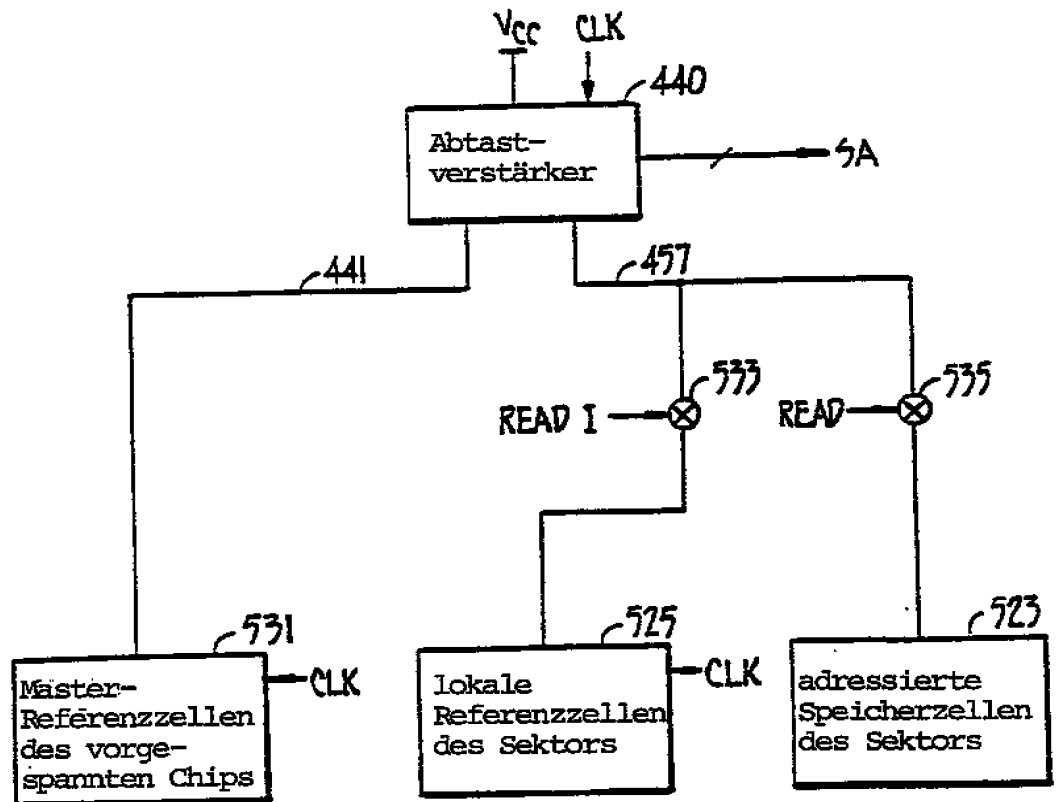 VCC CLK
440
Abtast-
verstärker
SA
441
457
533
535
READ I
READ
531
525
523
Master-
Referenzzellen
des vorge-
spannten Chips
CLK
lokale
Referenzzellen
des Sektors
CLK
adressierte
Speicherzellen
des Sektors